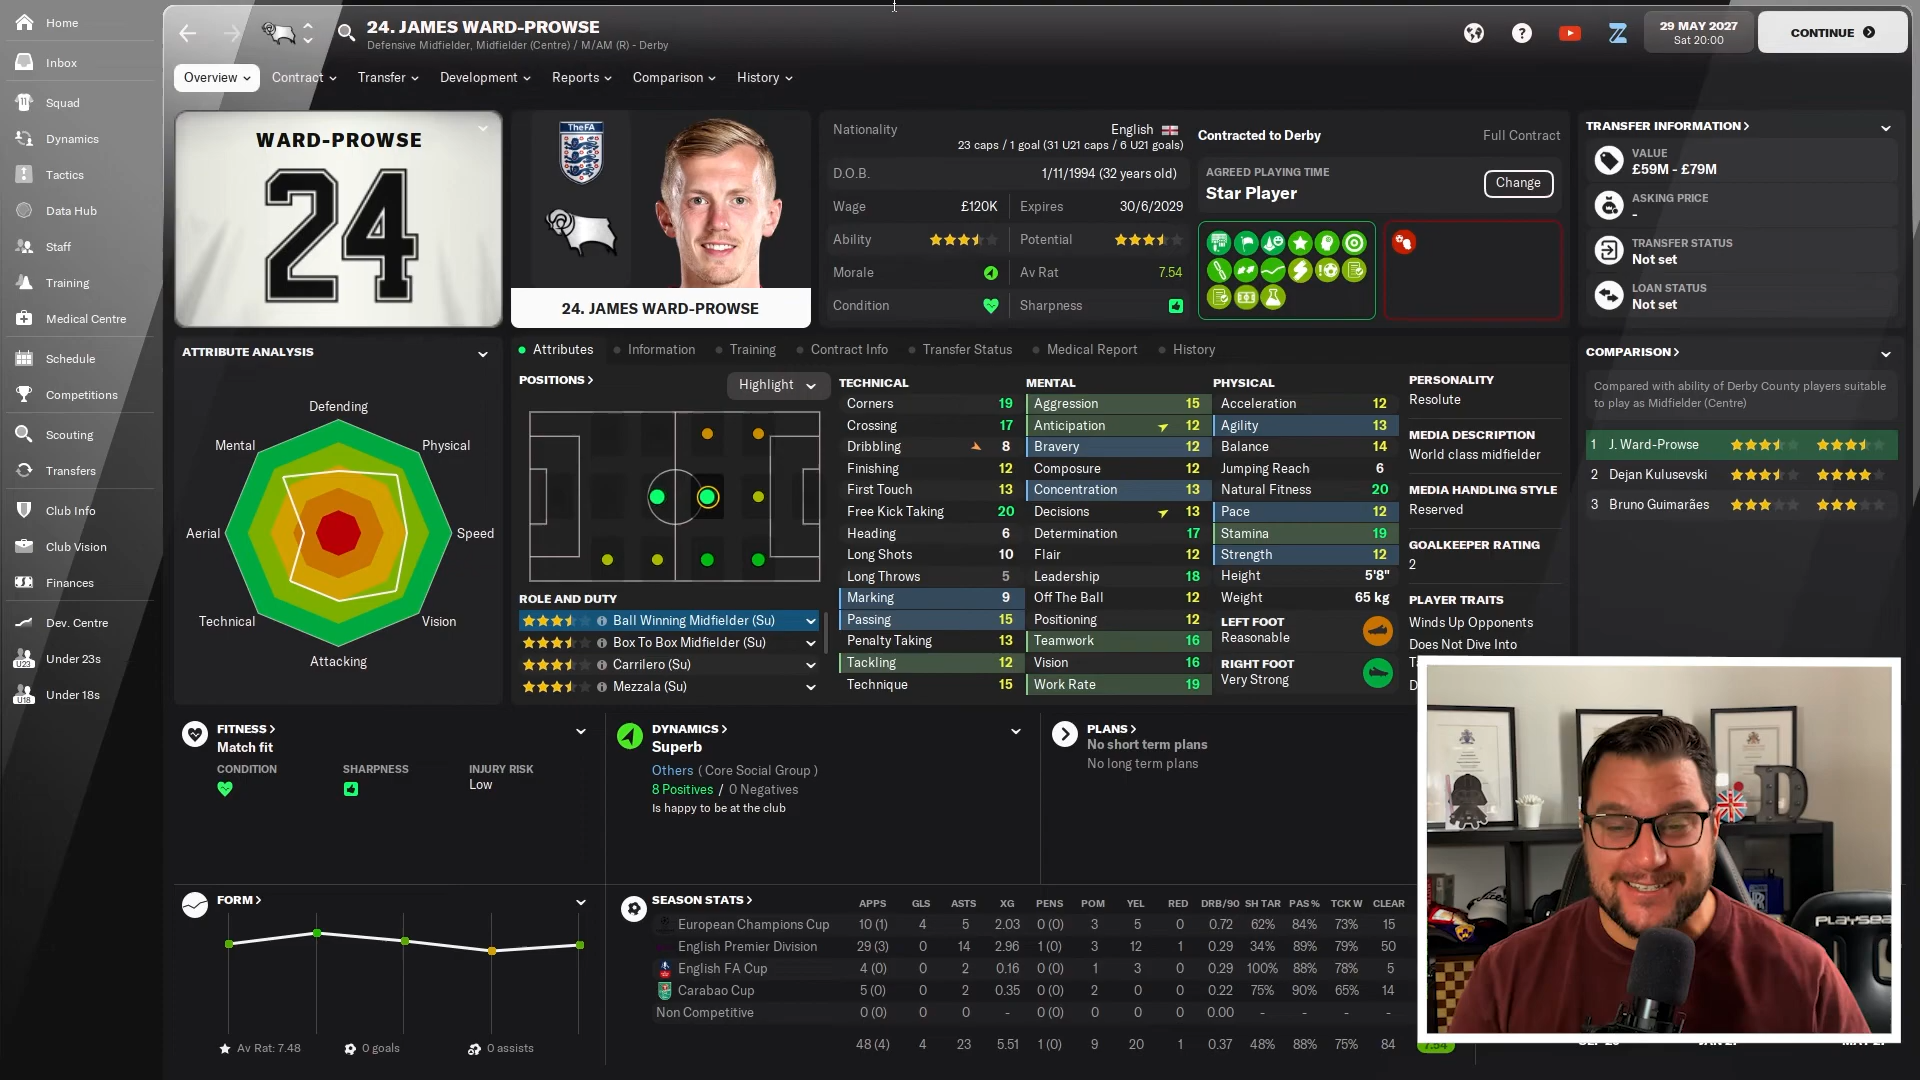 Home
Inbox
Squad
Dynamics
Tactics
Data Hub
Staff
Training
Medical Centre
Schedule
Competitions
Scouting
Transfers
Club Info
Club Vision
Finances
Dev. Centre
U23 Under 23s
U18 Under 18s
24. JAMES WARD-PROWSE
Defensive Midfielder, Midfielder (Centre) / M/AM (R) - Derby
29 MAY 2027
Sat 20:00
CONTINUE
Overview Contract Transfer Development Reports Comparison History
WARD-PROWSE
24
The FA
24. JAMES WARD-PROWSE
Nationality English
23 caps / 1 goal (31 U21 caps / 6 U21 goals)
D.O.B. 1/11/1994 (32 years old)
Wage £120K Expires 30/6/2029
Ability Potential
Morale Av Rat 7.54
Condition Sharpness
Contracted to Derby Full Contract
AGREED PLAYING TIME
Star Player
Change
TRANSFER INFORMATION >
VALUE
£59M - £79M
ASKING PRICE
-
TRANSFER STATUS
Not set
LOAN STATUS
Not set
ATTRIBUTE ANALYSIS
Defending
Mental Physical
Aerial Speed
Technical Vision
Attacking
Attributes Information Training Contract Info Transfer Status Medical Report History
POSITIONS >
Highlight
ROLE AND DUTY
Ball Winning Midfielder (Su)
Box To Box Midfielder (Su)
Carrilero (Su)
Mezzala (Su)
TECHNICAL
Corners 19
Crossing 17
Dribbling 8
Finishing 12
First Touch 13
Free Kick Taking 20
Heading 6
Long Shots 10
Long Throws 5
Marking 9
Passing 15
Penalty Taking 13
Tackling 12
Technique 15
MENTAL
Aggression 15
Anticipation 12
Bravery 12
Composure 12
Concentration 13
Decisions 13
Determination 17
Flair 12
Leadership 18
Off The Ball 12
Positioning 12
Teamwork 16
Vision 16
Work Rate 19
PHYSICAL
Acceleration 12
Agility 13
Balance 14
Jumping Reach 6
Natural Fitness 20
Pace 12
Stamina 19
Strength 12
Height 5'8"
Weight 65 kg
LEFT FOOT
Reasonable
RIGHT FOOT
Very Strong
PERSONALITY
Resolute
MEDIA DESCRIPTION
World class midfielder
MEDIA HANDLING STYLE
Reserved
GOALKEEPER RATING
2
PLAYER TRAITS
Winds Up Opponents
Does Not Dive Into
COMPARISON >
Compared with ability of Derby County players suitable
to play as Midfielder (Centre)
1 J. Ward-Prowse
2 Dejan Kulusevski
3 Bruno Guimarães
FITNESS >
Match fit
CONDITION SHARPNESS INJURY RISK
Low
DYNAMICS >
Superb
Others ( Core Social Group )
8 Positives / 0 Negatives
Is happy to be at the club
PLANS >
No short term plans
No long term plans
FORM >
Av Rat: 7.48 0 goals 0 assists
SEASON STATS > APPS GLS ASTS XG PENS POM YEL RED DRB/90 SH TAR PAS % TCK W CLEAR
European Champions Cup 10 (1) 4 5 2.03 0 (0) 3 5 0 0.72 62% 84% 73% 15
English Premier Division 29 (3) 0 14 2.96 1 (0) 3 12 1 0.29 34% 89% 79% 50
English FA Cup 4 (0) 0 2 0.16 0 (0) 1 3 0 0.29 100% 88% 78% 5
Carabao Cup 5 (0) 0 2 0.35 0 (0) 2 0 0 0.22 75% 90% 65% 14
Non Competitive 0 (0) 0 0 - 0 (0) 0 0 0 0.00 - - - -
48 (4) 4 23 5.51 1 (0) 9 20 1 0.37 48% 88% 75% 84
D
PLAYSEA